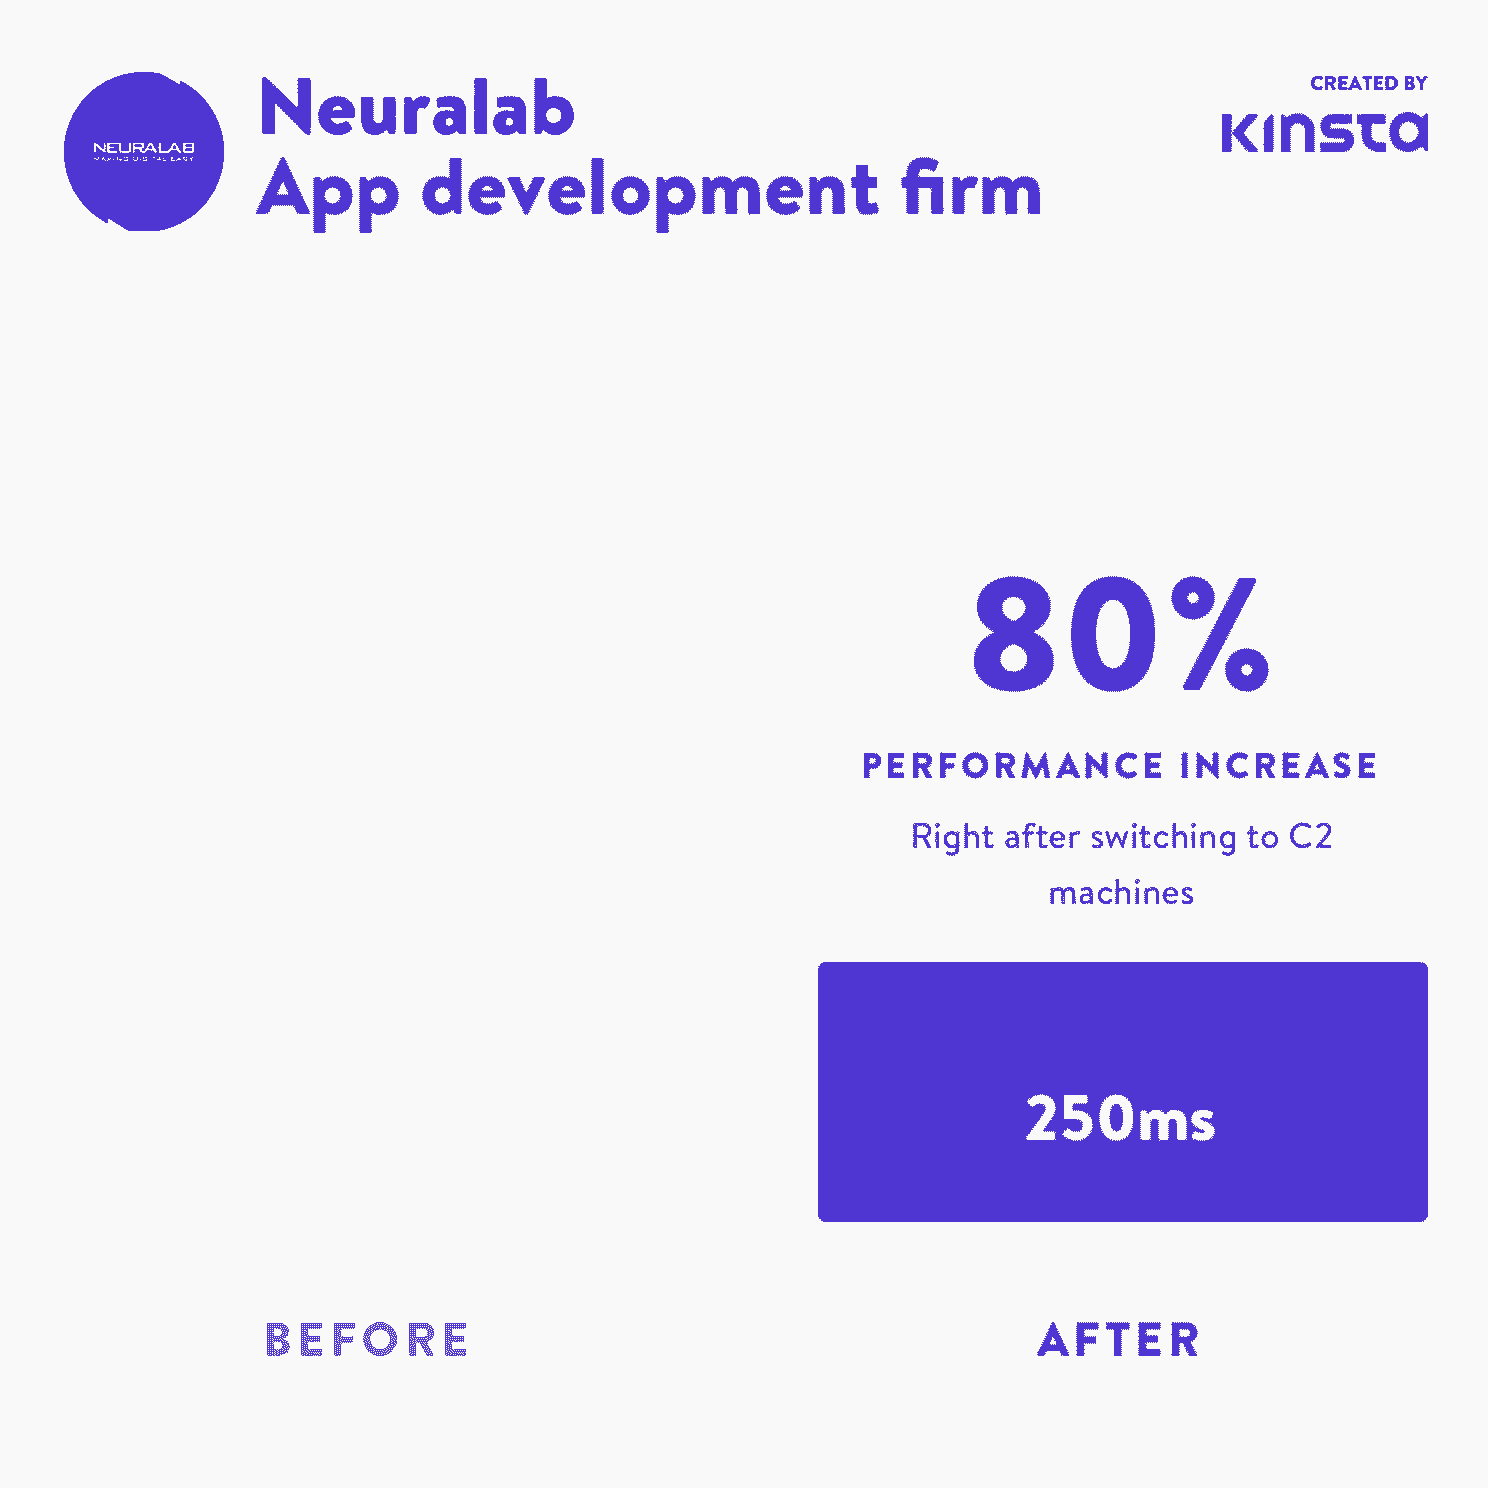 NEURALAB
MAKING DIGITAL EASY
Neuralab
App development firm
CREATED BY
KINSTA
80%
PERFORMANCE INCREASE
Right after switching to C2
machines
250ms
BEFORE
AFTER